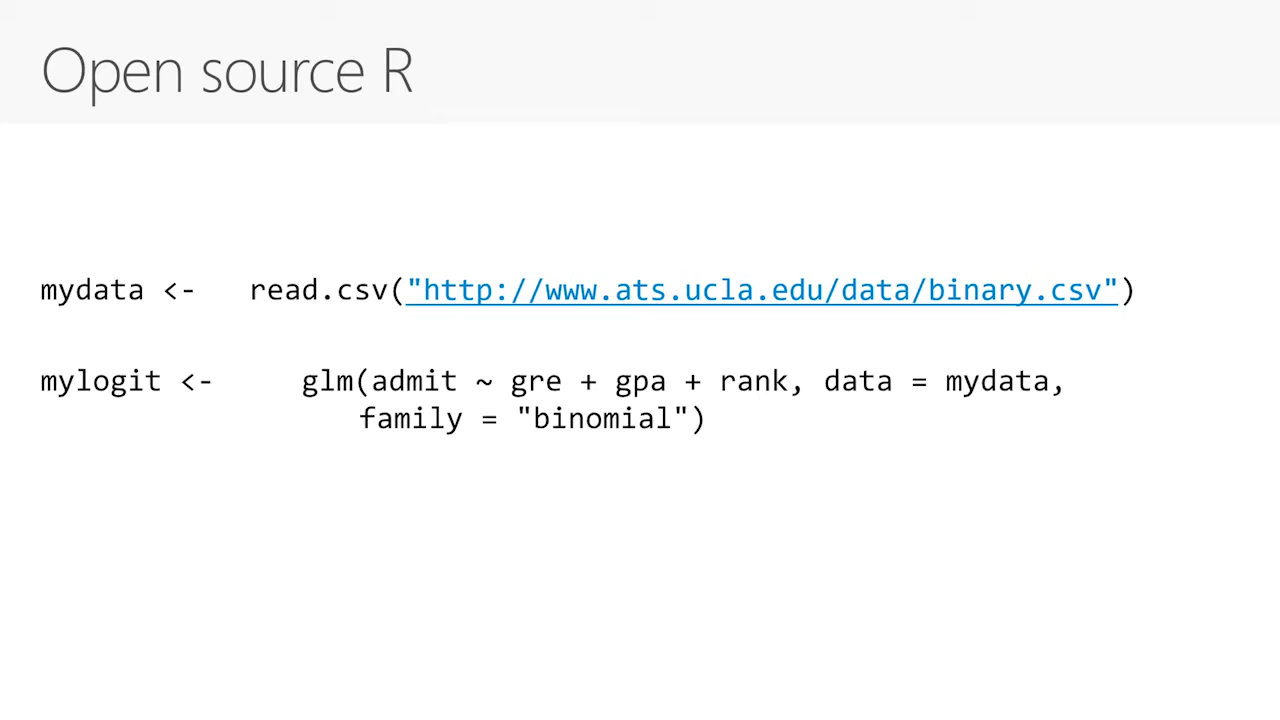 Open source R
mydata <- read.csv("http://www.ats.ucla.edu/data/binary.csv")
mylogit <- glm(admit ~ gre + gpa + rank, data = mydata,
family = "binomial")